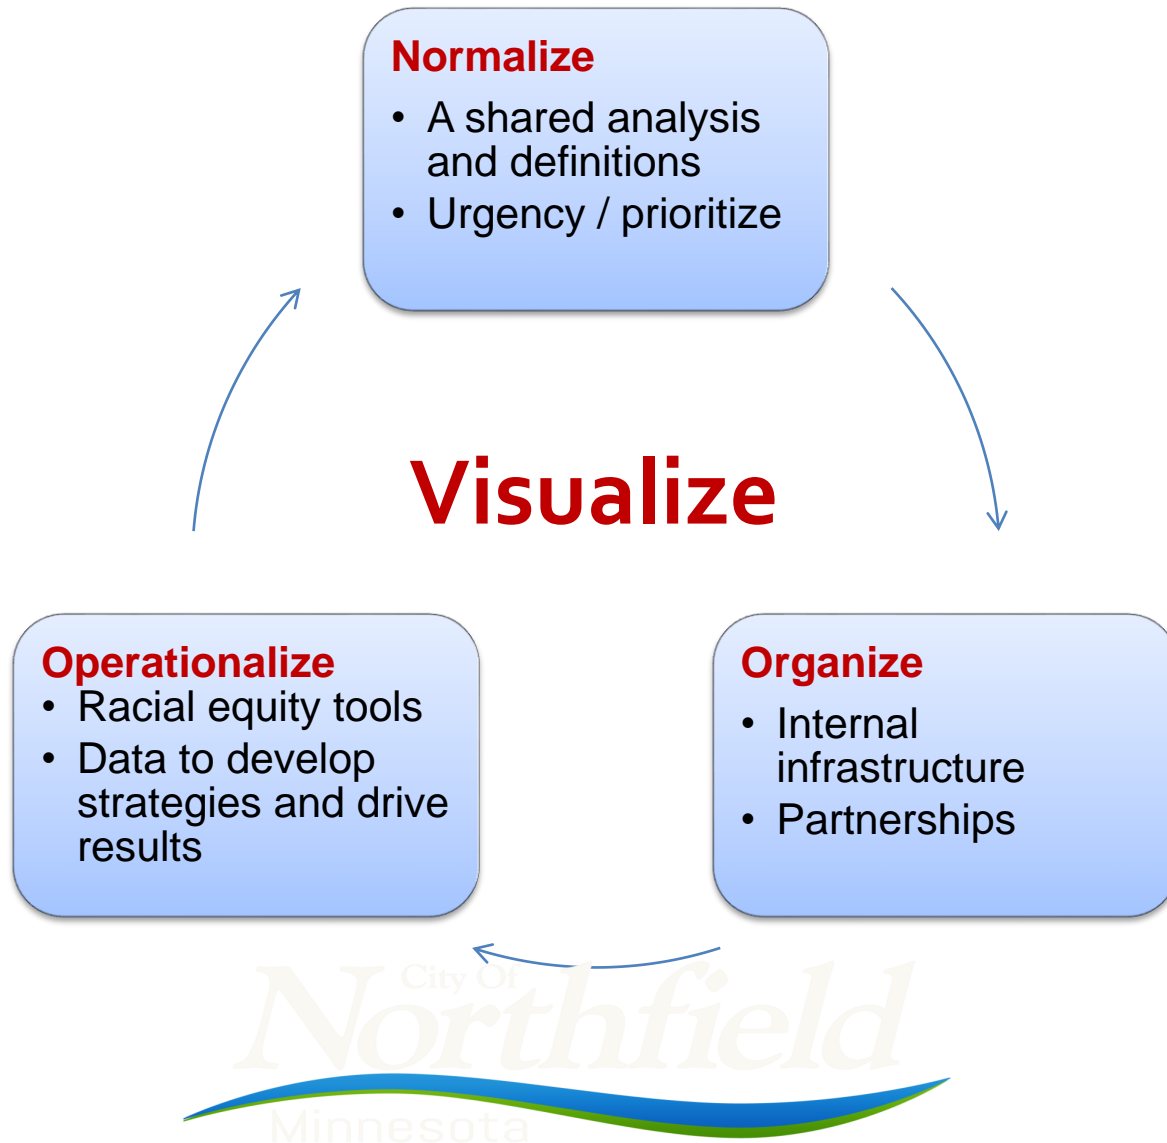 Normalize
• A shared analysis
and definitions
• Urgency / prioritize
Visualize
Operationalize
• Racial equity tools
• Data to develop
strategies and drive
results
Organize
• Internal
infrastructure
• Partnerships
City Of
Northfield
Minnesota